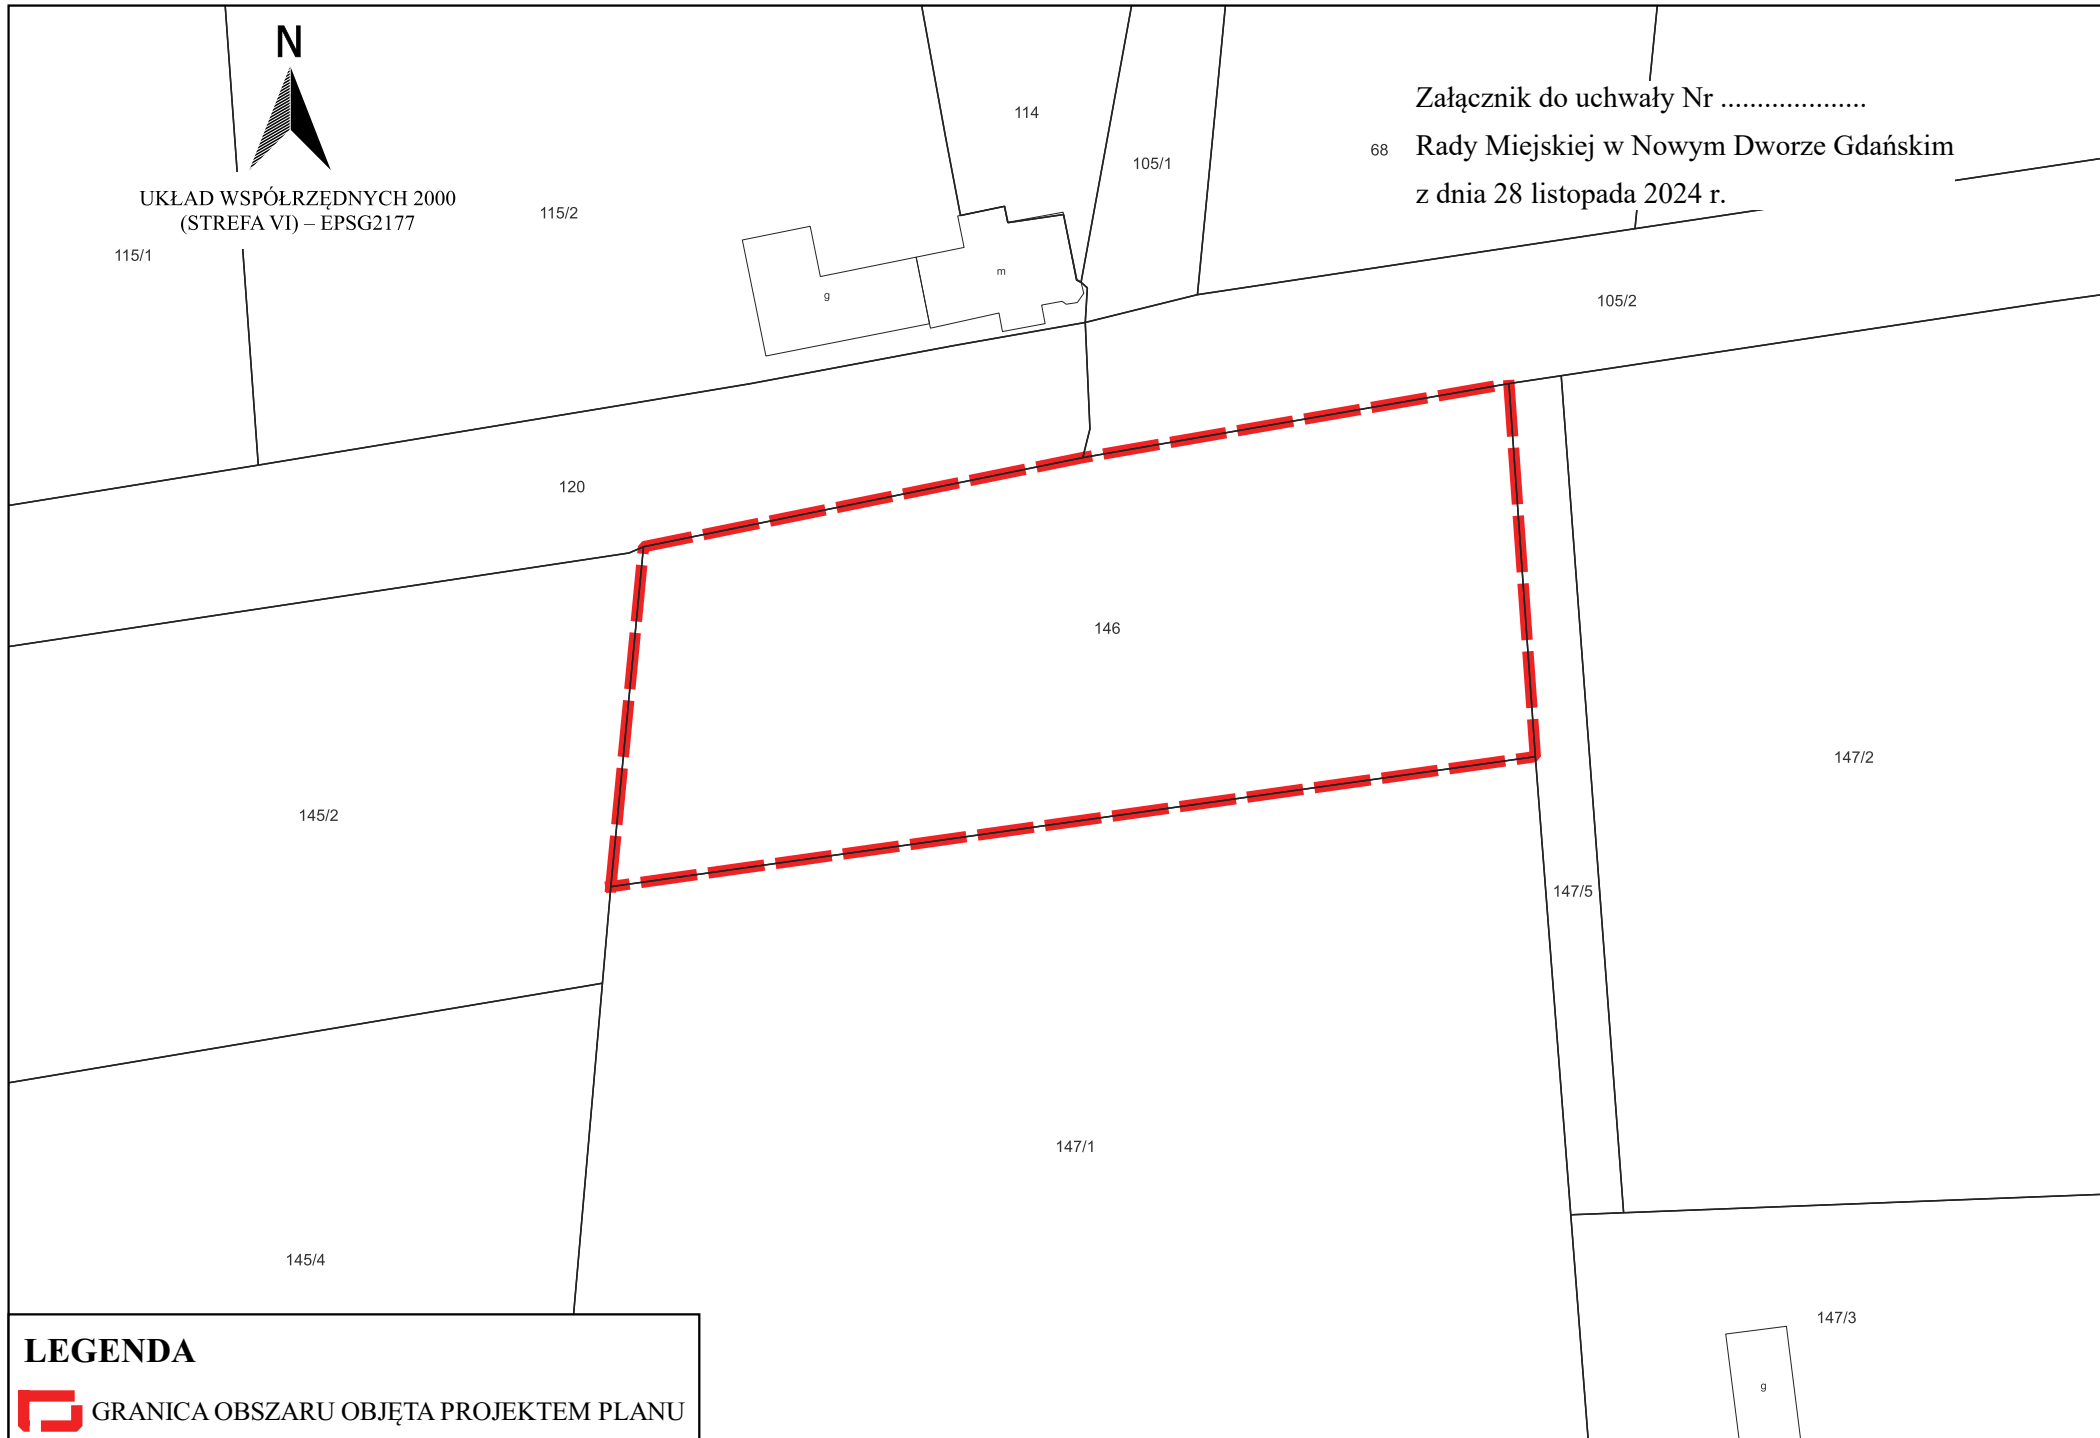 N
UKŁAD WSPÓŁRZĘDNYCH 2000
(STREFA VI) – EPSG2177
Załącznik do uchwały Nr ....................
Rady Miejskiej w Nowym Dworze Gdańskim
z dnia 28 listopada 2024 r.
114
105/1
68
115/2
115/1
m
g
105/2
120
146
147/2
145/2
147/5
147/1
145/4
147/3
g
LEGENDA
GRANICA OBSZARU OBJĘTA PROJEKTEM PLANU